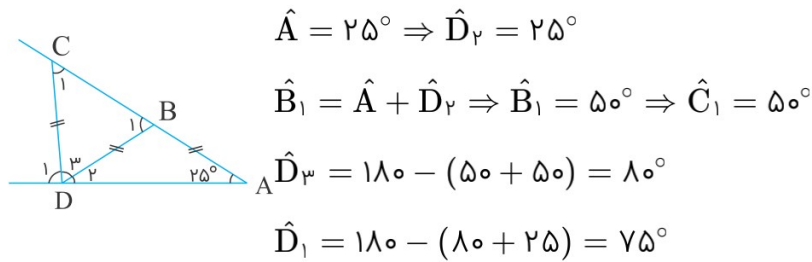 C
۱
B
۱
۱ ۳ ۲ ۲۵° A
D
Â = ۲۵° ⇒ D̂۲ = ۲۵°
B̂۱ = Â + D̂۲ ⇒ B̂۱ = ۵۰° ⇒ Ĉ۱ = ۵۰°
D̂۳ = ۱۸۰ − (۵۰ + ۵۰) = ۸۰°
D̂۱ = ۱۸۰ − (۸۰ + ۲۵) = ۷۵°